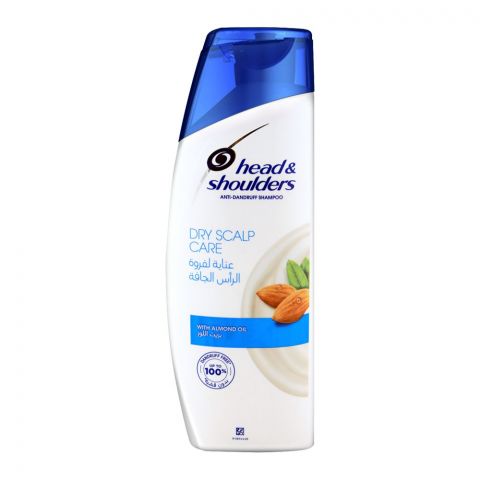 head &
shoulders
ANTI-DANDRUFF SHAMPOO
DRY SCALP
CARE
عناية لفروة
الرأس الجافة
WITH ALMOND OIL
بزيت اللوز
DANDRUFF FREE*
UP TO
100%